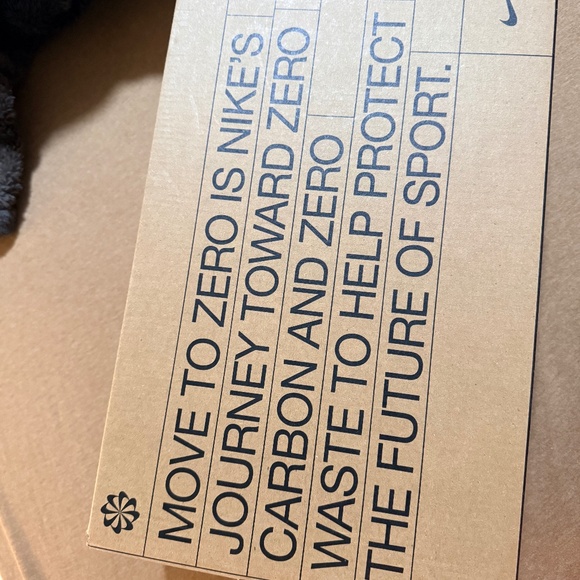 MOVE TO ZERO IS NIKE'S
JOURNEY TOWARD ZERO
CARBON AND ZERO
WASTE TO HELP PROTECT
THE FUTURE OF SPORT.